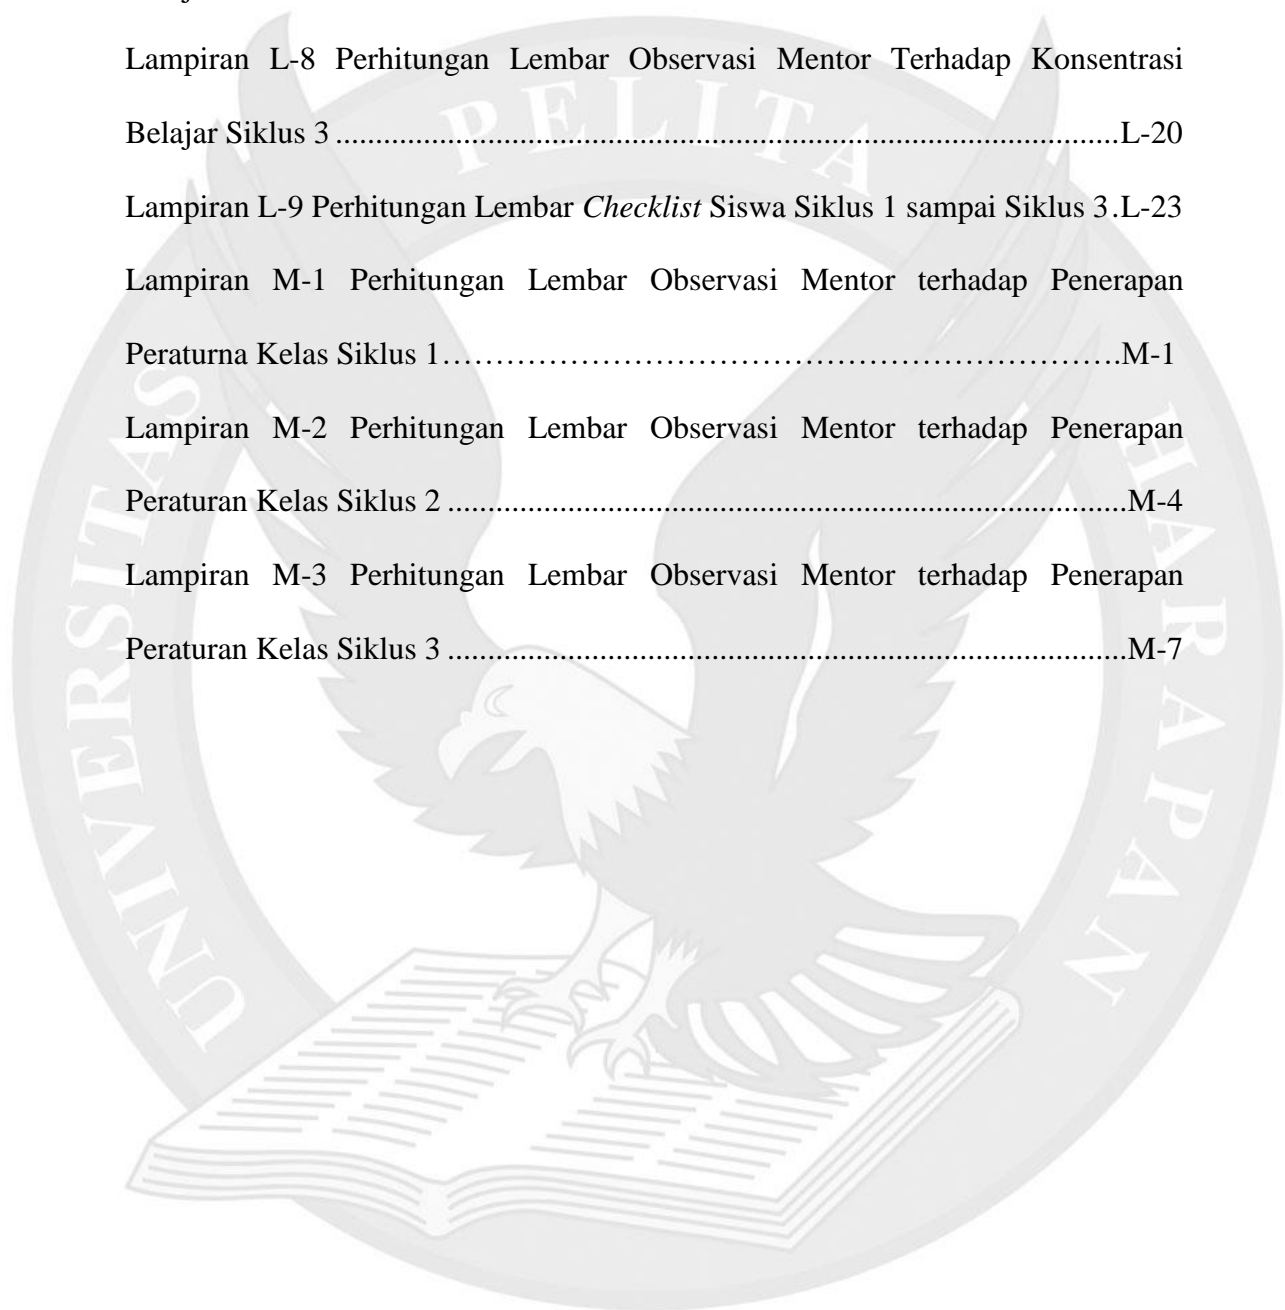 Lampiran L-8 Perhitungan Lembar Observasi Mentor Terhadap Konsentrasi
Belajar Siklus 3 ....................................................................................................L-20
Lampiran L-9 Perhitungan Lembar Checklist Siswa Siklus 1 sampai Siklus 3.L-23
Lampiran M-1 Perhitungan Lembar Observasi Mentor terhadap Penerapan
Peraturna Kelas Siklus 1……………………………………………………….M-1
Lampiran M-2 Perhitungan Lembar Observasi Mentor terhadap Penerapan
Peraturan Kelas Siklus 2 ......................................................................................M-4
Lampiran M-3 Perhitungan Lembar Observasi Mentor terhadap Penerapan
Peraturan Kelas Siklus 3 ......................................................................................M-7
UNIVERSITAS PELITA HARAPAN